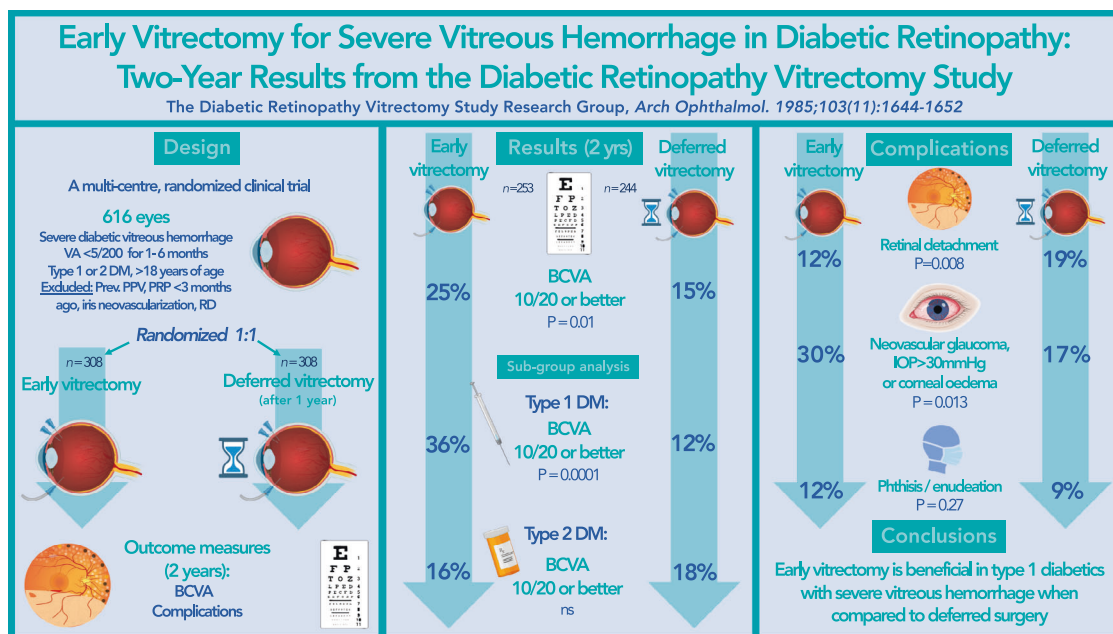 Early Vitrectomy for Severe Vitreous Hemorrhage in Diabetic Retinopathy:
Two-Year Results from the Diabetic Retinopathy Vitrectomy Study
The Diabetic Retinopathy Vitrectomy Study Research Group, Arch Ophthalmol. 1985;103(11):1644-1652
Design
A multi-centre, randomized clinical trial
616 eyes
Severe diabetic vitreous hemorrhage
VA <5/200 for 1-6 months
Type 1 or 2 DM, >18 years of age
Excluded: Prev. PPV, PRP <3 months
ago, iris neovascularization, RD
Randomized 1:1
n=308
Early vitrectomy
n=308
Deferred vitrectomy
(after 1 year)
Outcome measures
(2 years):
BCVA
Complications
Early
vitrectomy
Results (2 yrs)
Deferred
vitrectomy
n=253
n=244
25%
BCVA
10/20 or better
P = 0.01
15%
Sub-group analysis
36%
Type 1 DM:
BCVA
10/20 or better
P = 0.0001
12%
16%
Type 2 DM:
BCVA
10/20 or better
ns
18%
Early
vitrectomy
Complications
Deferred
vitrectomy
12%
Retinal detachment
P=0.008
19%
30%
Neovascular glaucoma,
IOP>30mmHg
or corneal oedema
P = 0.013
17%
12%
Phthisis / enucleation
P = 0.27
9%
Conclusions
Early vitrectomy is beneficial in type 1 diabetics
with severe vitreous hemorrhage when
compared to deferred surgery